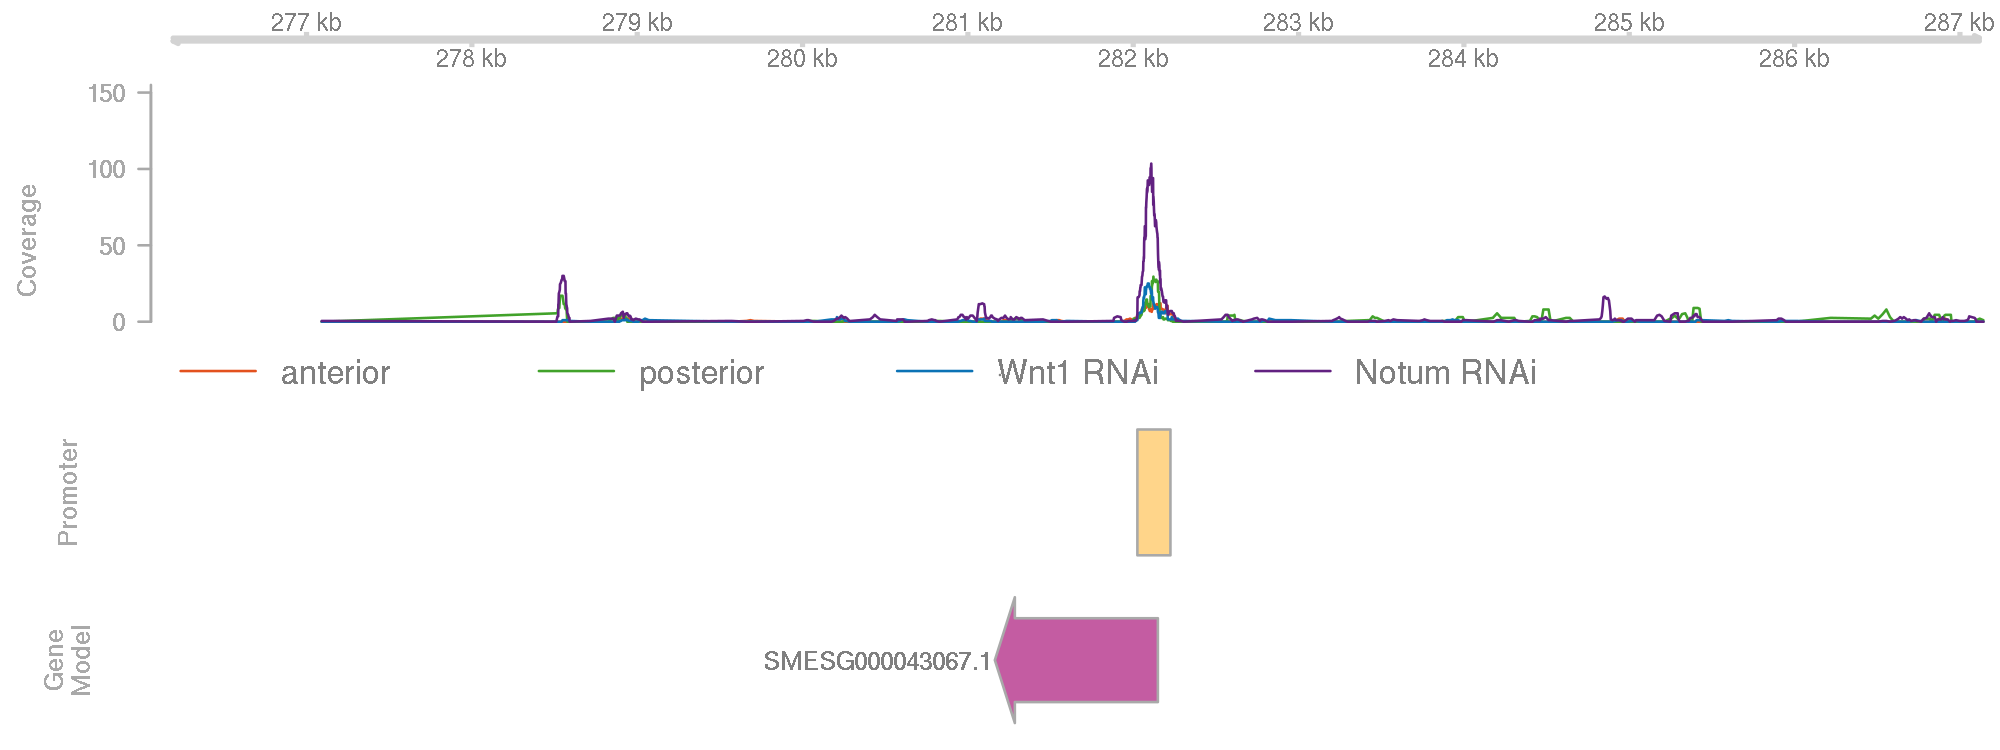 277 kb 279 kb 281 kb 283 kb 285 kb 287 kb
278 kb 280 kb 282 kb 284 kb 286 kb
150
100
50
0
Coverage
anterior posterior Wnt1 RNAi Notum RNAi
Promoter
Gene
Model
SMESG000043067.1